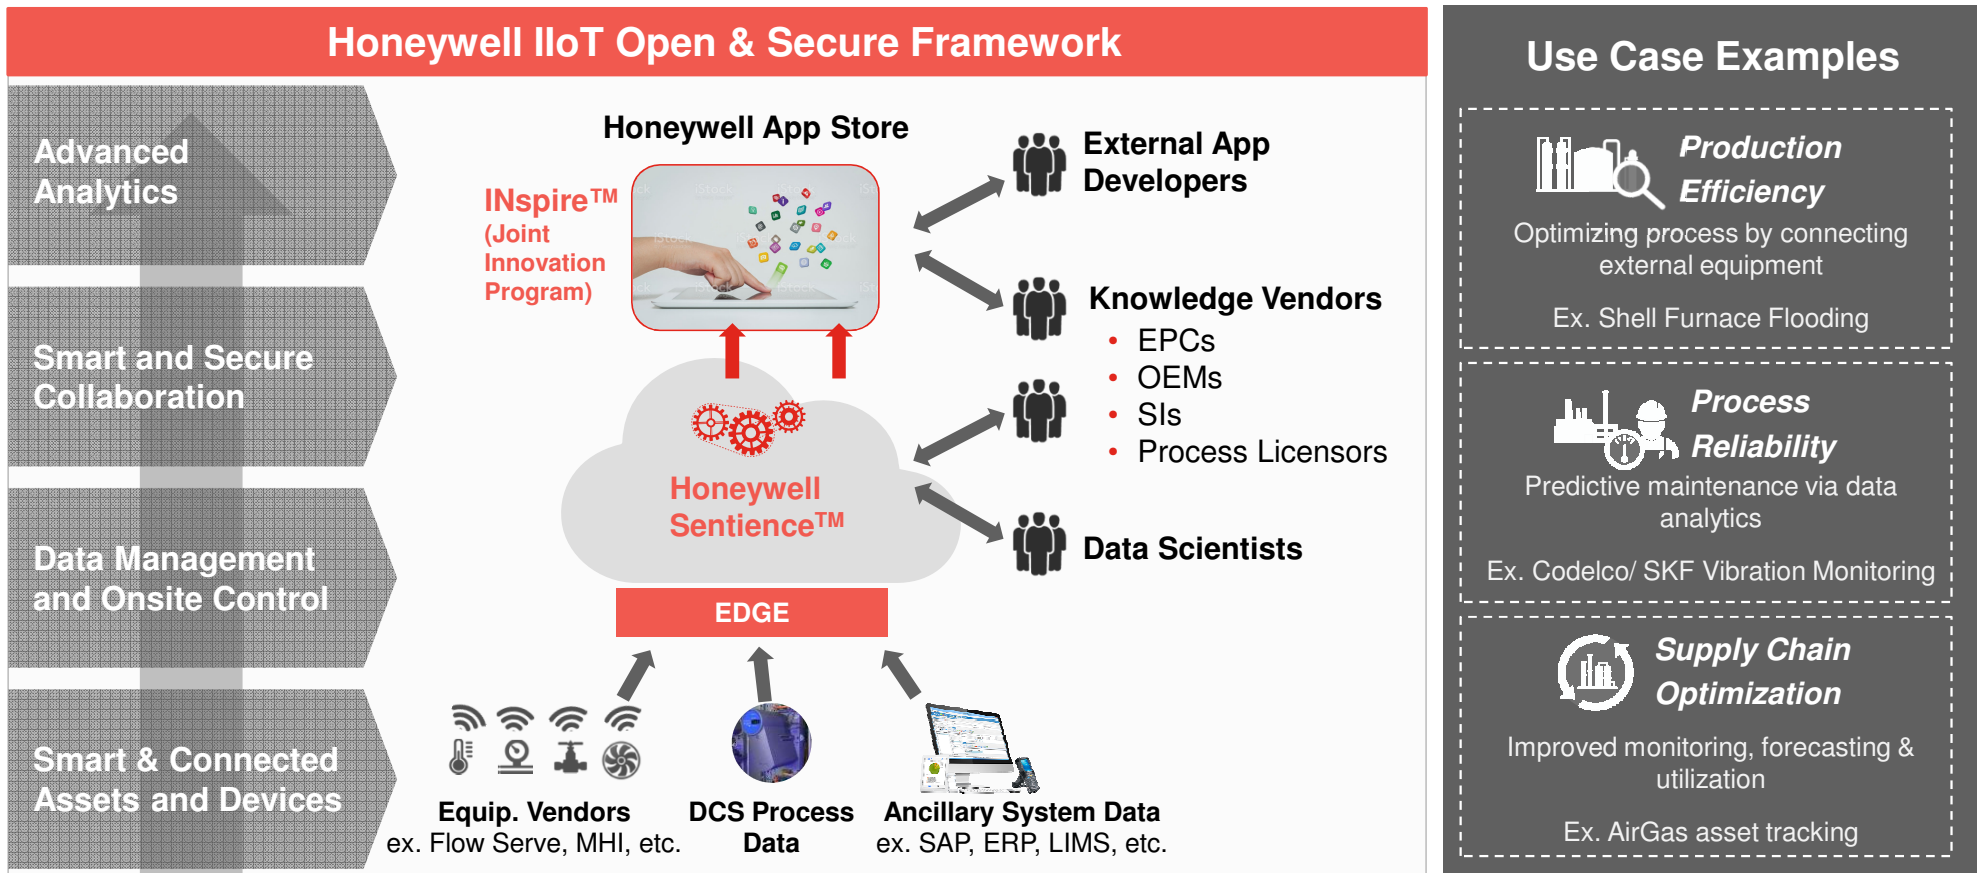 Honeywell IIoT Open & Secure Framework
Advanced
Analytics
Smart and Secure
Collaboration
Data Management
and Onsite Control
Smart & Connected
Assets and Devices
Honeywell App Store
INspire™
(Joint
Innovation
Program)
iStock
iStock
iStock
External App
Developers
Knowledge Vendors
• EPCs
• OEMs
• SIs
• Process Licensors
Data Scientists
Honeywell
Sentience™
EDGE
Equip. Vendors
ex. Flow Serve, MHI, etc.
DCS Process
Data
Ancillary System Data
ex. SAP, ERP, LIMS, etc.
Use Case Examples
Production
Efficiency
Optimizing process by connecting
external equipment
Ex. Shell Furnace Flooding
Process
Reliability
Predictive maintenance via data
analytics
Ex. Codelco/ SKF Vibration Monitoring
Supply Chain
Optimization
Improved monitoring, forecasting &
utilization
Ex. AirGas asset tracking